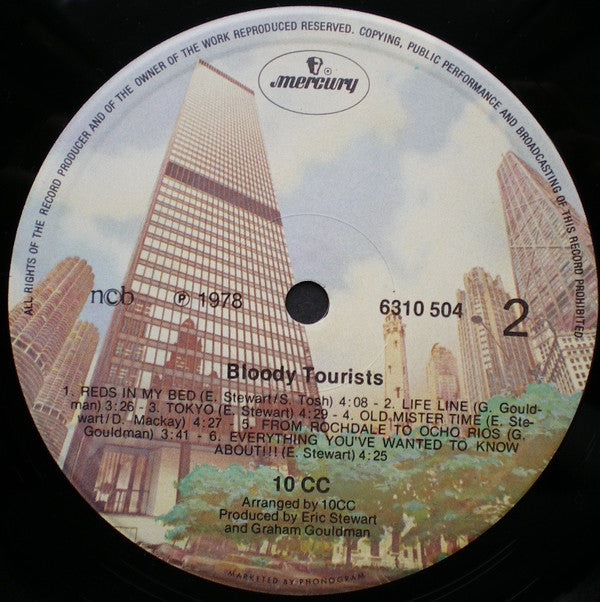 ALL RIGHTS OF THE RECORD PRODUCER AND OF THE OWNER OF THE WORK REPRODUCED RESERVED. COPYING, PUBLIC PERFORMANCE AND BROADCASTING OF THIS RECORD PROHIBITED
mercury
n©b ℗ 1978 6310 504 2
Bloody Tourists
1. REDS IN MY BED (E. Stewart/S. Tosh) 4:08 - 2. LIFE LINE (G. Gould-
man) 3:26 - 3. TOKYO (E. Stewart) 4:29 - 4. OLD MISTER TIME (E. Ste-
wart/D. Mackay) 4:27 - 5. FROM ROCHDALE TO OCHO RIOS (G.
Gouldman) 3:41 - 6. EVERYTHING YOU'VE WANTED TO KNOW
ABOUT!!! (E. Stewart) 4:25
10 CC
Arranged by 10CC
Produced by Eric Stewart
and Graham Gouldman
MARKETED BY PHONOGRAM